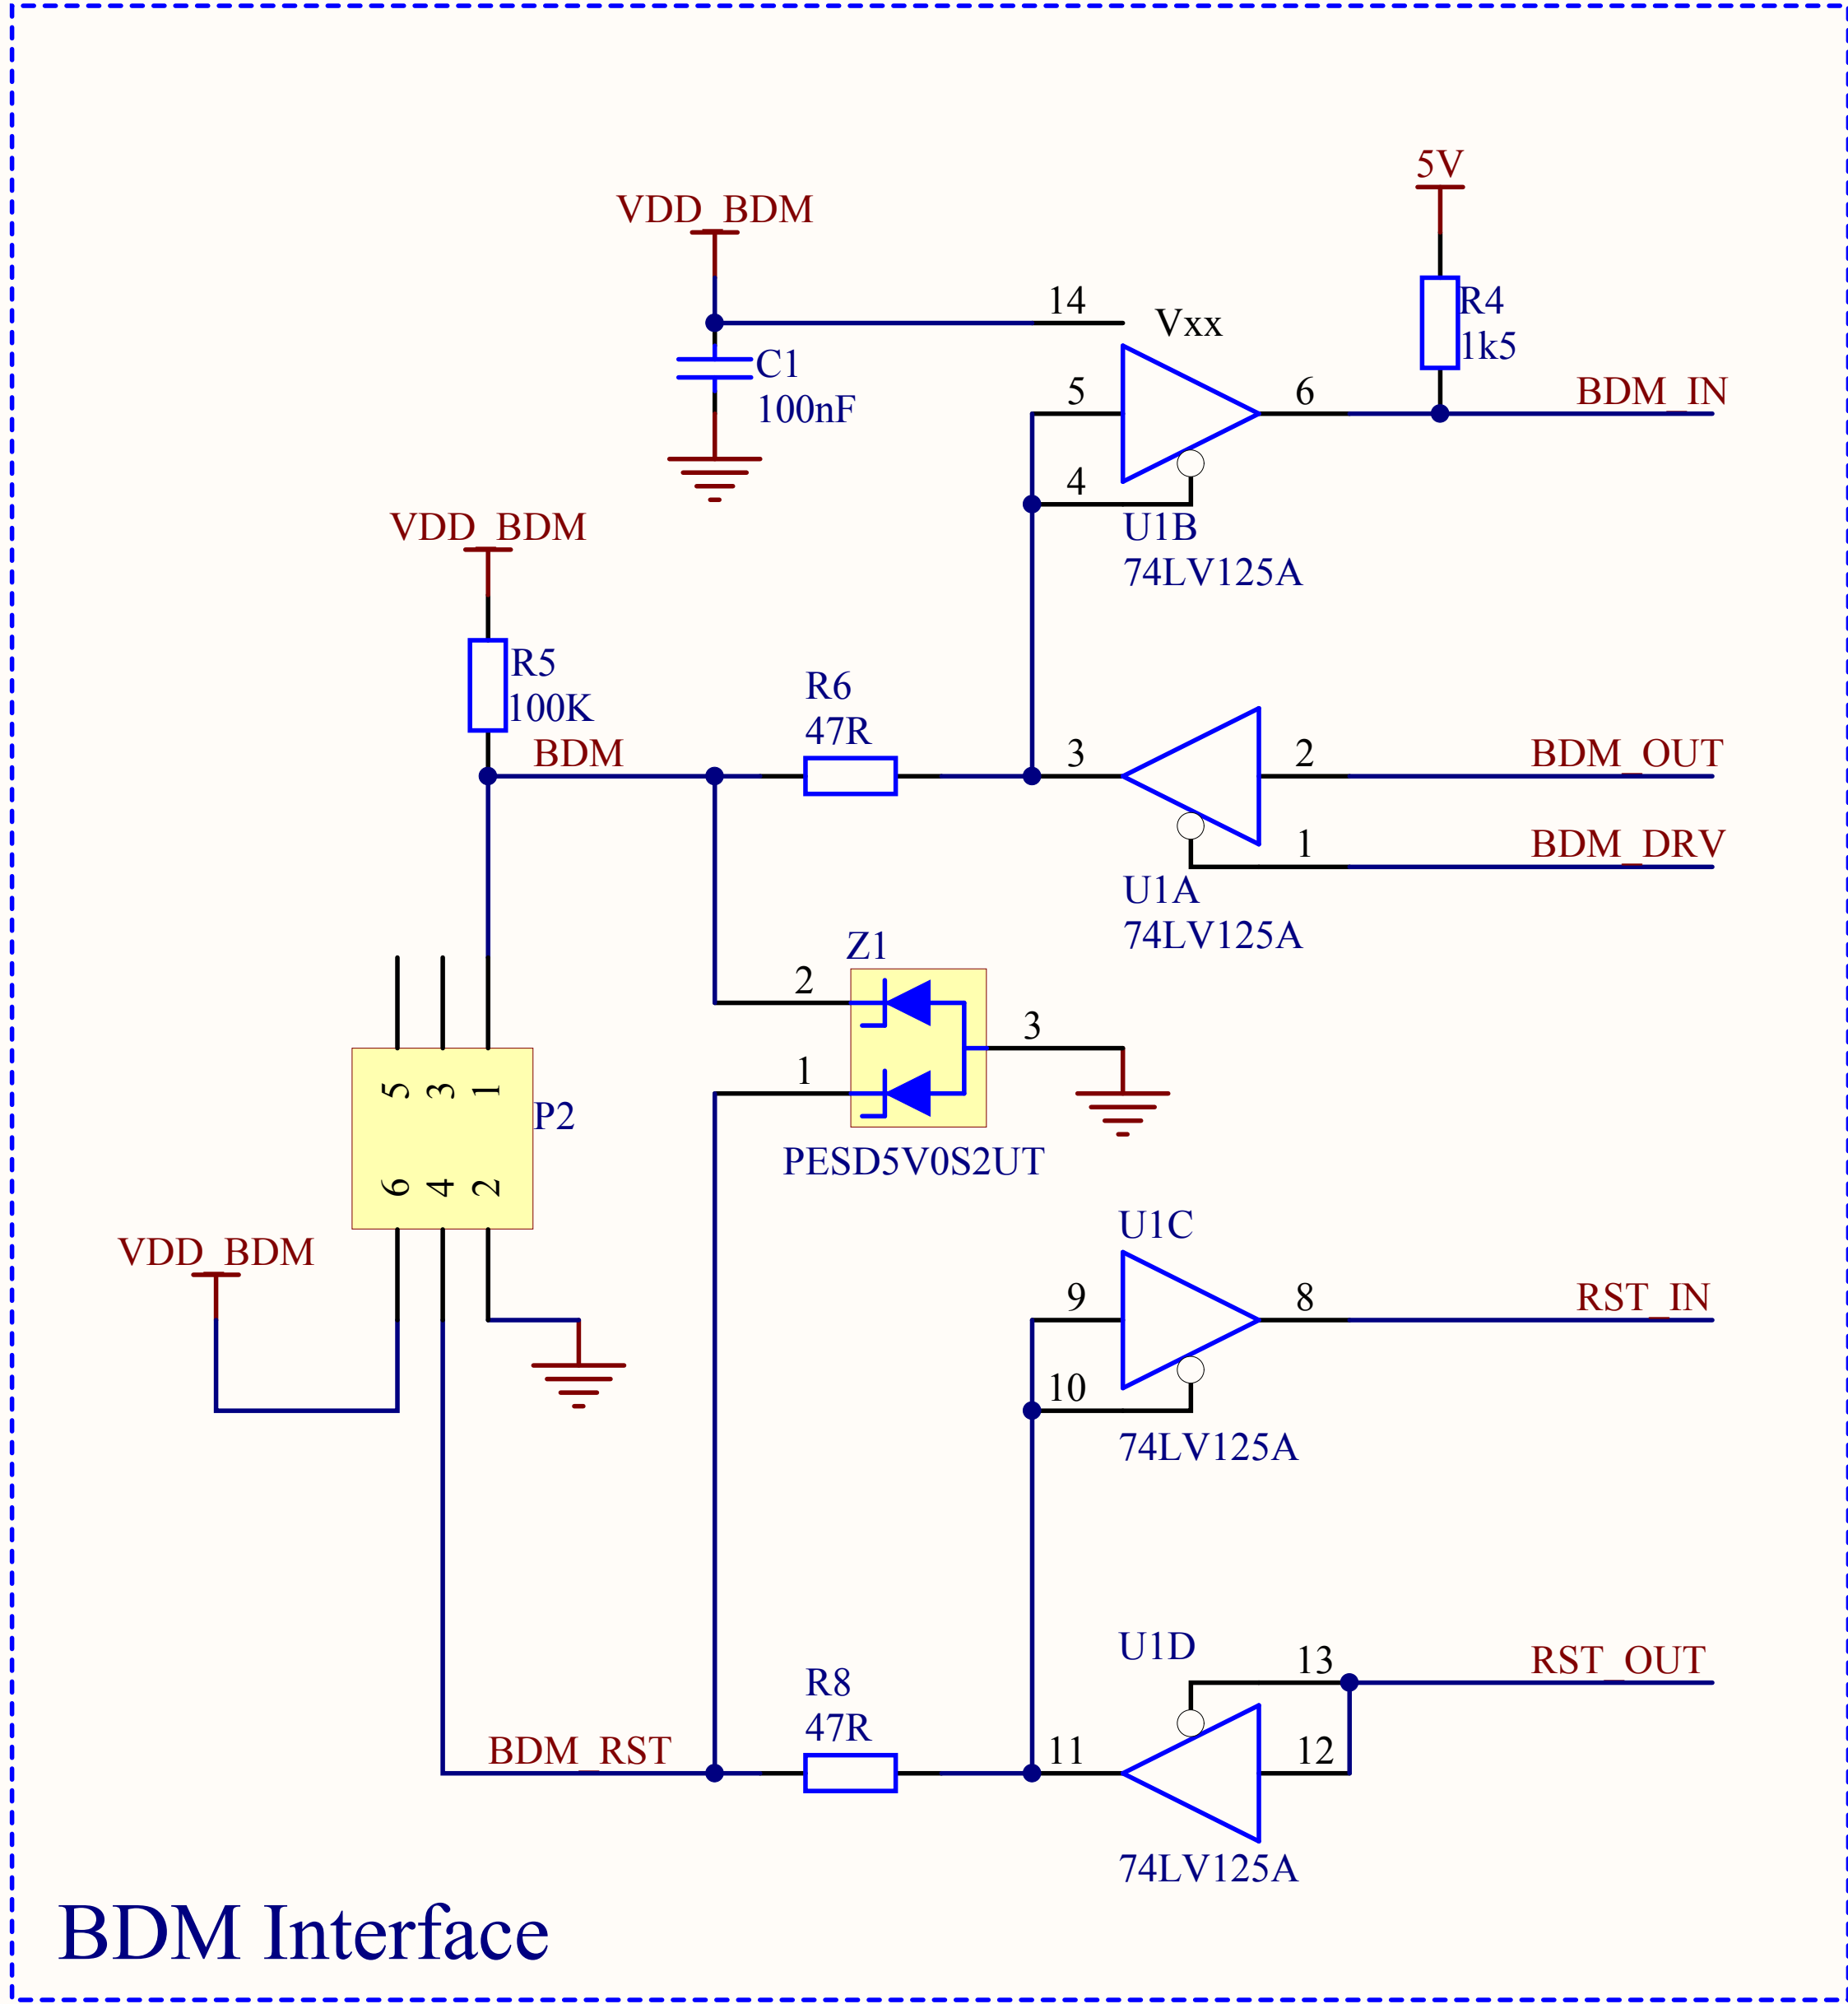 5V
VDD_BDM
14
Vxx
R4
1k5
C1
100nF
5
6
BDM_IN
4
U1B
74LV125A
VDD_BDM
R5
100K
BDM
R6
47R
3
2
BDM_OUT
1
BDM_DRV
U1A
74LV125A
Z1
2
3
1
PESD5V0S2UT
5
3
1
P2
6
4
2
VDD_BDM
U1C
9
8
RST_IN
10
74LV125A
U1D
13
RST_OUT
R8
47R
BDM_RST
11
12
74LV125A
BDM Interface